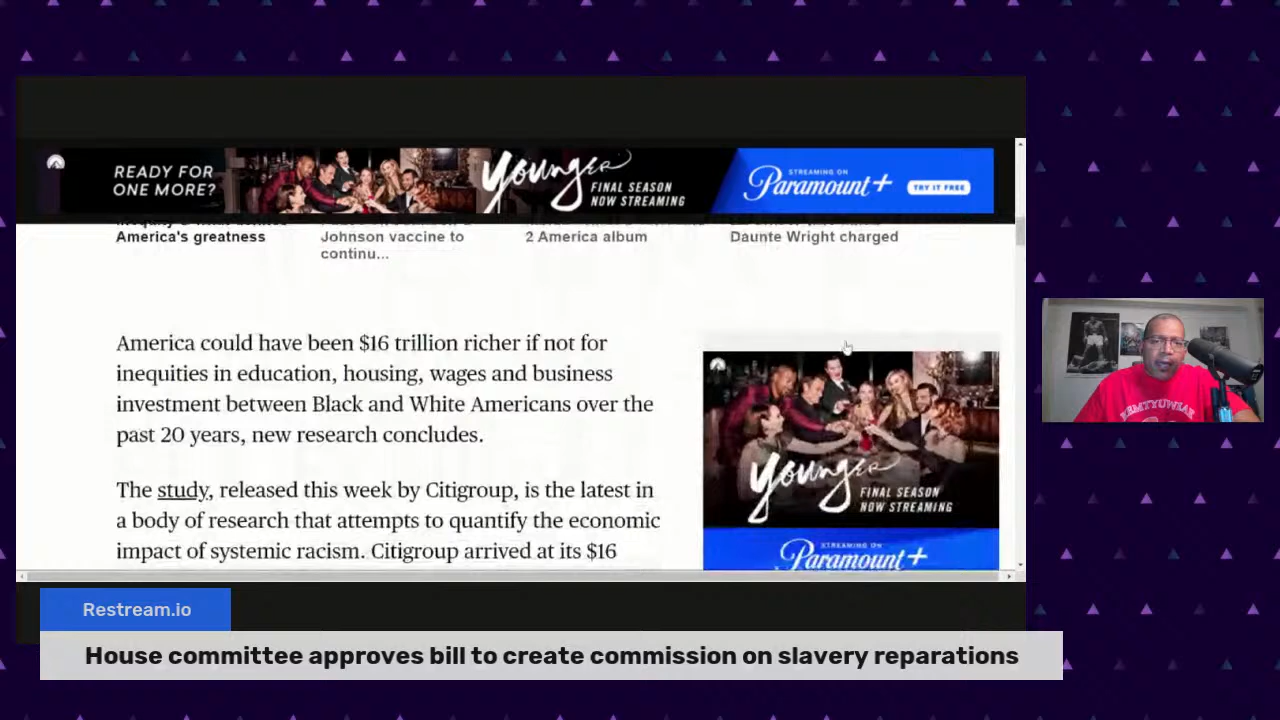 READY FOR
ONE MORE?
younger
FINAL SEASON
NOW STREAMING
STREAMING ON
Paramount+
TRY IT FREE
America's greatness
Johnson vaccine to
continu...
2 America album
Daunte Wright charged
America could have been $16 trillion richer if not for
inequities in education, housing, wages and business
investment between Black and White Americans over the
past 20 years, new research concludes.
The study, released this week by Citigroup, is the latest in
a body of research that attempts to quantify the economic
impact of systemic racism. Citigroup arrived at its $16
younger
FINAL SEASON
NOW STREAMING
STREAMING ON
Paramount+
Restream.io
House committee approves bill to create commission on slavery reparations